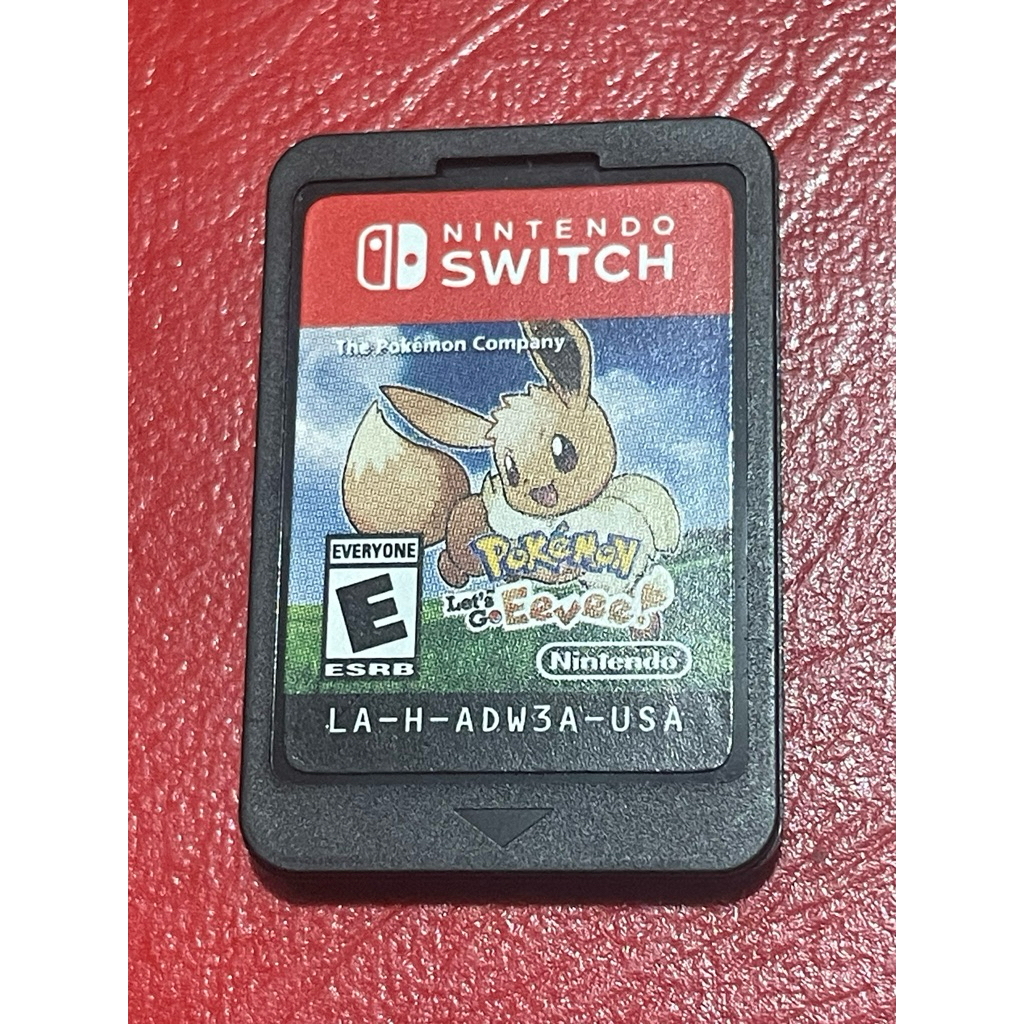 NINTENDO
SWITCH
The Pokémon Company
EVERYONE
E
ESRB
POKéMON
Let's Go Eevee!
Nintendo
LA-H-ADW3A-USA